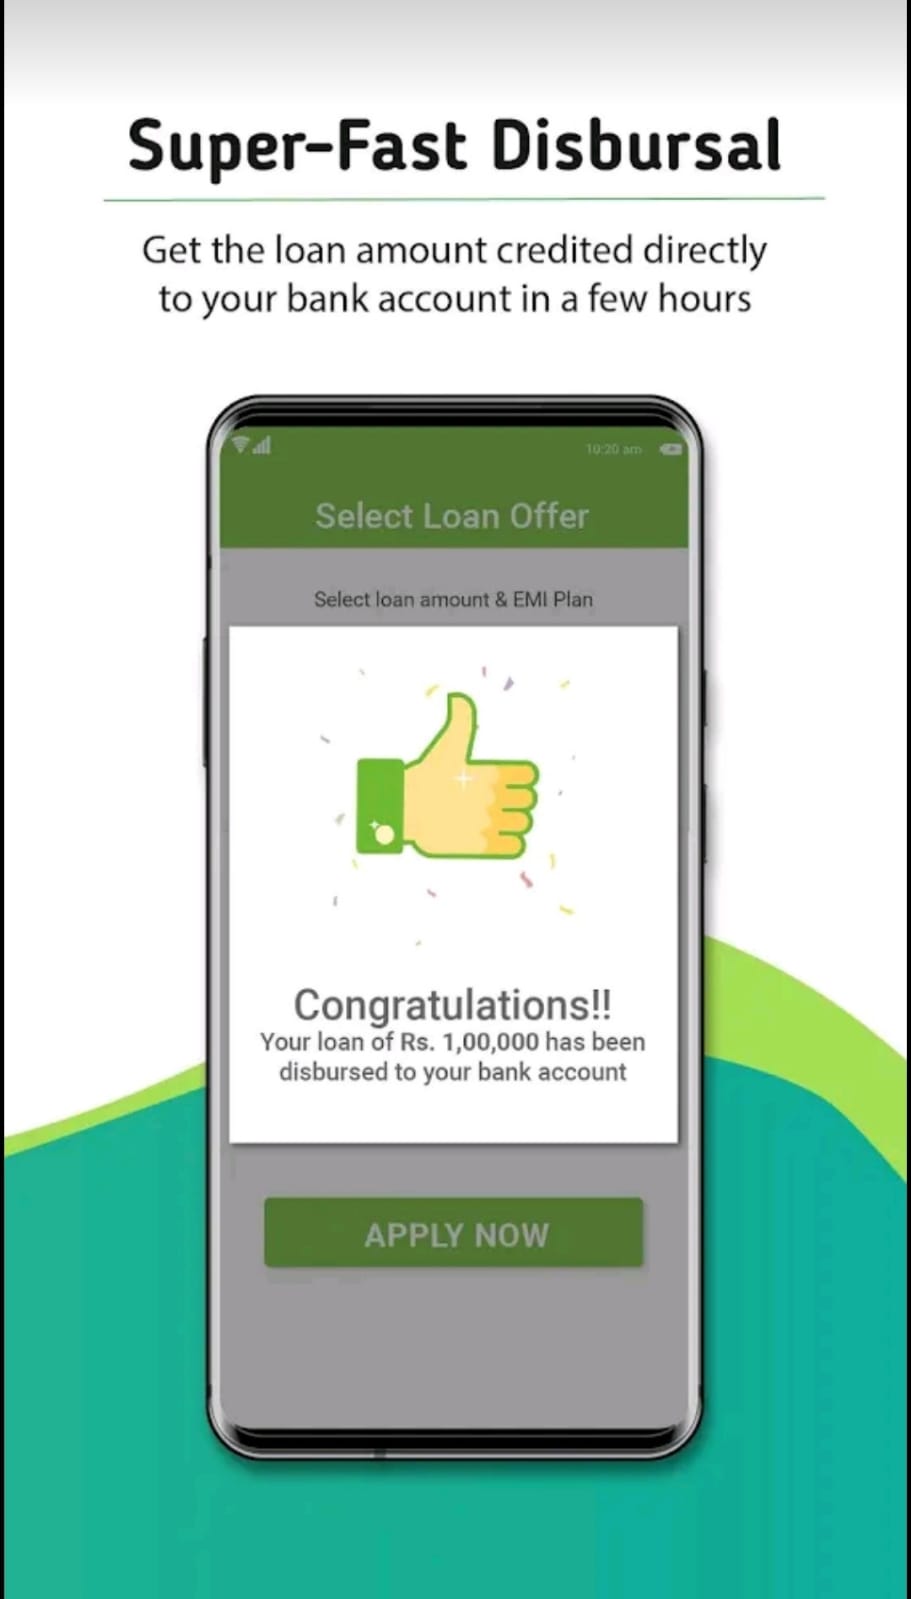 Super-Fast Disbursal
Get the loan amount credited directly
to your bank account in a few hours
10:20 am
Select Loan Offer
Select loan amount & EMI Plan
Congratulations!!
Your loan of Rs. 1,00,000 has been
disbursed to your bank account
APPLY NOW